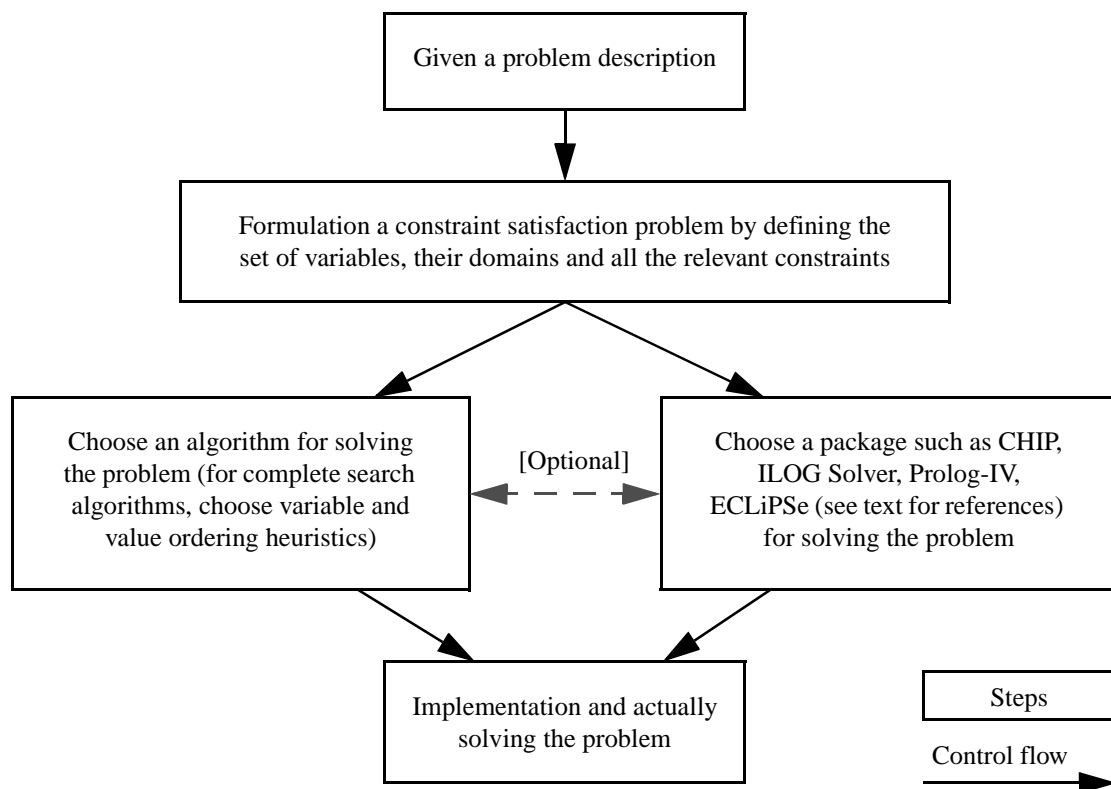 Given a problem description
Formulation a constraint satisfaction problem by defining the
set of variables, their domains and all the relevant constraints
Choose an algorithm for solving
the problem (for complete search
algorithms, choose variable and
value ordering heuristics)
[Optional]
Choose a package such as CHIP,
ILOG Solver, Prolog-IV,
ECLiPSe (see text for references)
for solving the problem
Implementation and actually
solving the problem
Steps
Control flow